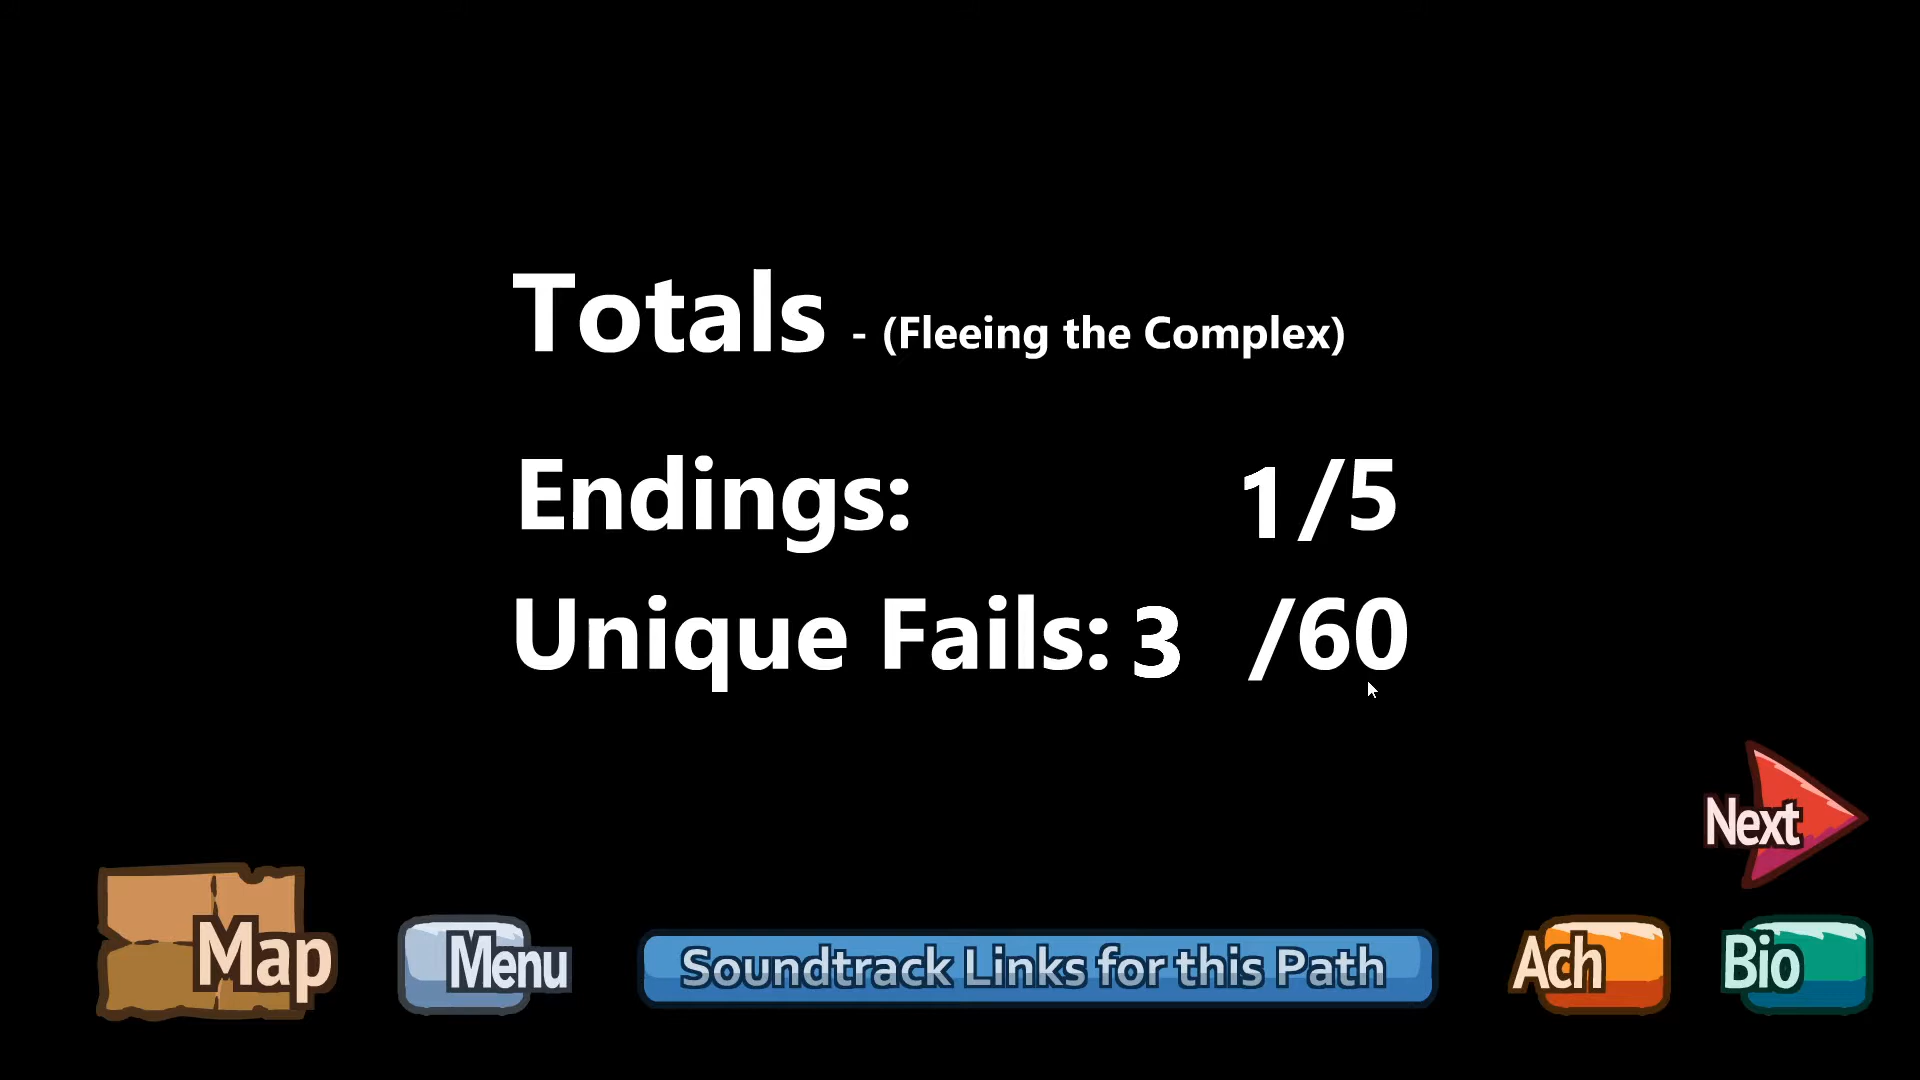 Totals - (Fleeing the Complex)
Endings: 1/5
Unique Fails: 3 /60
Next
Map
Menu
Soundtrack Links for this Path
Ach
Bio